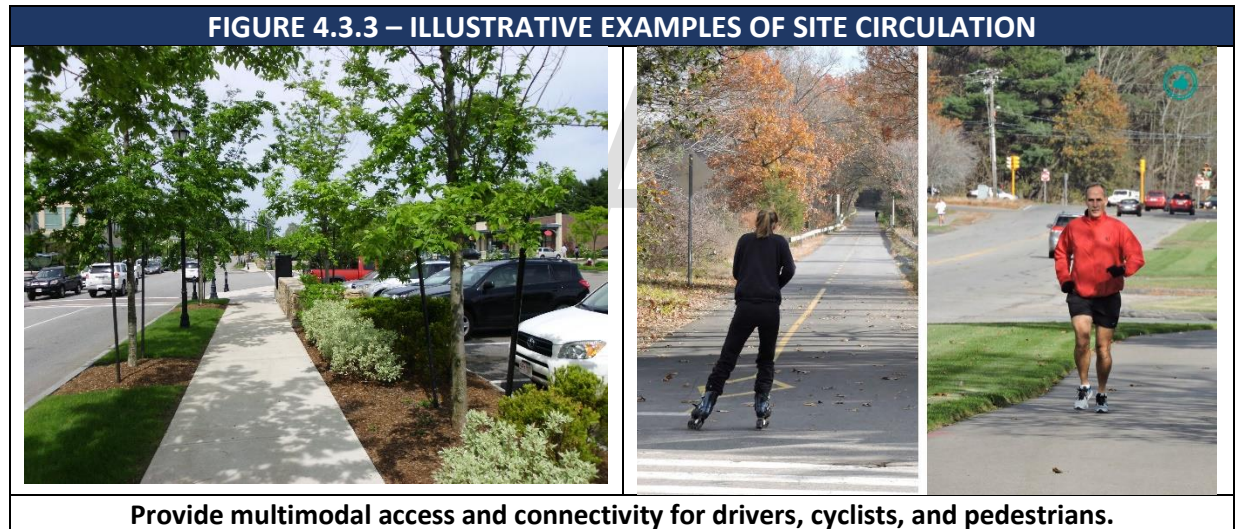 FIGURE 4.3.3 – ILLUSTRATIVE EXAMPLES OF SITE CIRCULATION
Provide multimodal access and connectivity for drivers, cyclists, and pedestrians.